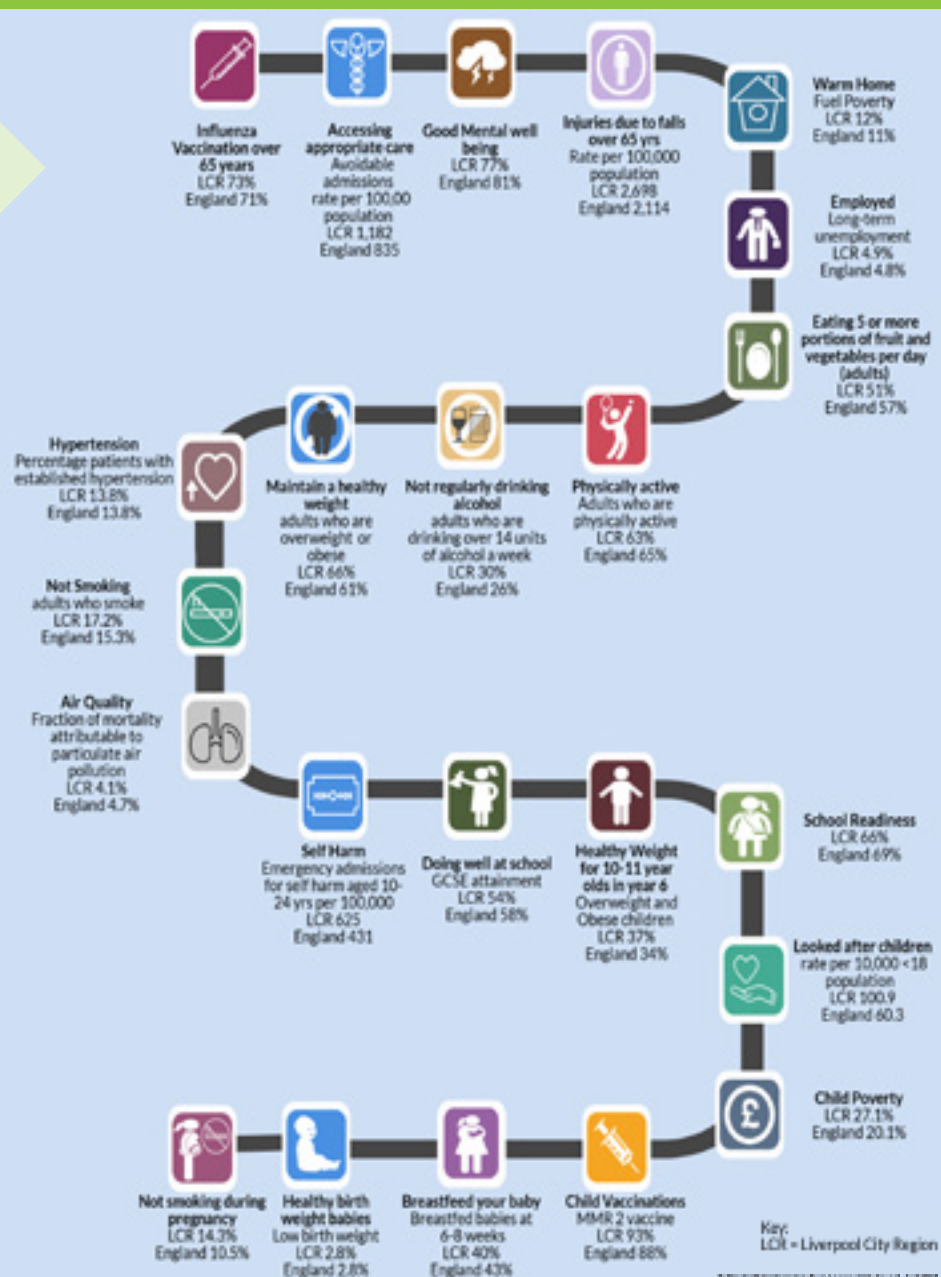 Influenza
Vaccination over
65 years
LCR 73%
England 71%
Accessing
appropriate care
Avoidable
admissions
rate per 100,00
population
LCR 1,182
England 835
Good Mental well
being
LCR 77%
England 81%
Injuries due to falls
over 65 yrs
Rate per 100,000
population
LCR 2,698
England 2,114
Warm Home
Fuel Poverty
LCR 12%
England 11%
Employed
Long-term
unemployment
LCR 4.9%
England 4.8%
Eating 5 or more
portions of fruit and
vegetables per day
(adults)
LCR 51%
England 57%
Physically active
Adults who are
physically active
LCR 63%
England 65%
Not regularly drinking
alcohol
adults who are
drinking over 14 units
of alcohol a week
LCR 30%
England 26%
Maintain a healthy
weight
adults who are
overweight or
obese
LCR 66%
England 61%
Hypertension
Percentage patients with
established hypertension
LCR 13.8%
England 13.8%
Not Smoking
adults who smoke
LCR 17.2%
England 15.3%
Air Quality
Fraction of mortality
attributable to
particulate air
pollution
LCR 4.1%
England 4.7%
Self Harm
Emergency admissions
for self harm aged 10-
24 yrs per 100,000
LCR 625
England 431
Doing well at school
GCSE attainment
LCR 54%
England 58%
Healthy Weight
for 10-11 year
olds in year 6
Overweight and
Obese children
LCR 37%
England 34%
School Readiness
LCR 66%
England 69%
Looked after children
rate per 10,000 <18
population
LCR 100.9
England 60.3
£
Child Poverty
LCR 27.1%
England 20.1%
Child Vaccinations
MMR 2 vaccine
LCR 93%
England 88%
Breastfeed your baby
Breastfed babies at
6-8 weeks
LCR 40%
England 43%
Healthy birth
weight babies
Low birth weight
LCR 2.8%
England 2.8%
Not smoking during
pregnancy
LCR 14.3%
England 10.5%
Key:
LCR = Liverpool City Region